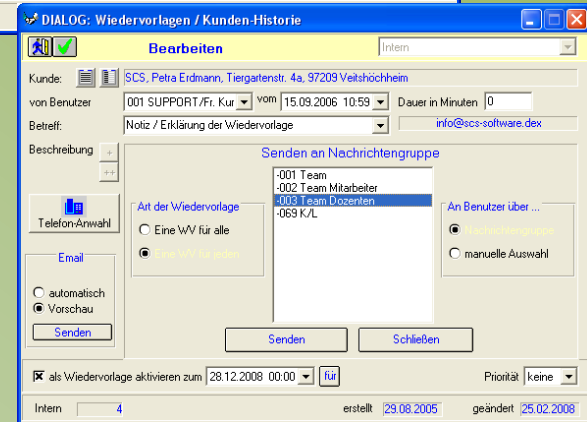 DIALOG: Wiedervorlagen / Kunden-Historie
Bearbeiten
Intern
Kunde:
SCS, Petra Erdmann, Tiergartenstr. 4a, 97209 Veitshöchheim
von Benutzer
001 SUPPORT/Fr. Kur
vom
15.09.2006 10:59
Dauer in Minuten
0
Betreff:
Notiz / Erklärung der Wiedervorlage
info@scs-software.dex
Beschreibung
+
++
Senden an Nachrichtengruppe
-001 Team
-002 Team Mitarbeiter
-003 Team Dozenten
-069 K/L
Telefon-Anwahl
Art der Wiedervorlage
Eine WV für alle
Eine WV für jeden
An Benutzer über ...
Nachrichtengruppe
manuelle Auswahl
Email
automatisch
Vorschau
Senden
Senden
Schließen
als Wiedervorlage aktivieren zum
28.12.2008 00:00
für
Priorität
keine
Intern
4
erstellt
29.08.2005
geändert
25.02.2008